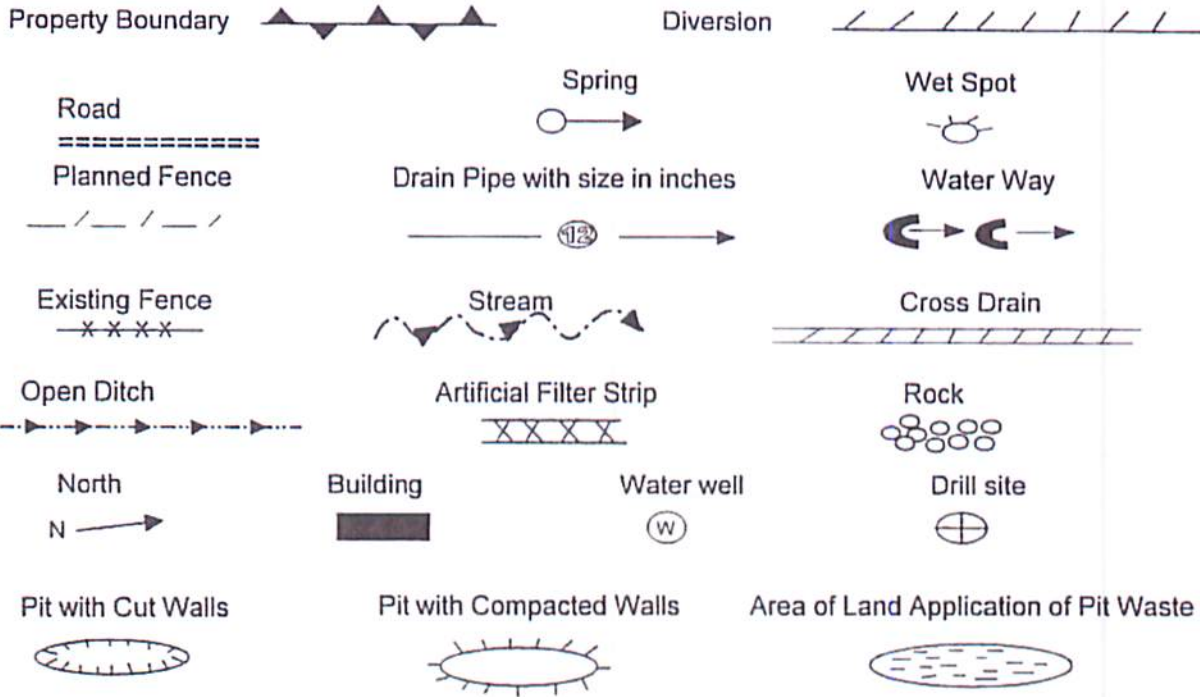 Property Boundary
Diversion
Road
Spring
Wet Spot
Planned Fence
Drain Pipe with size in inches
12
Water Way
Existing Fence
Stream
Cross Drain
Open Ditch
Artificial Filter Strip
Rock
North
N
Building
Water well
W
Drill site
Pit with Cut Walls
Pit with Compacted Walls
Area of Land Application of Pit Waste